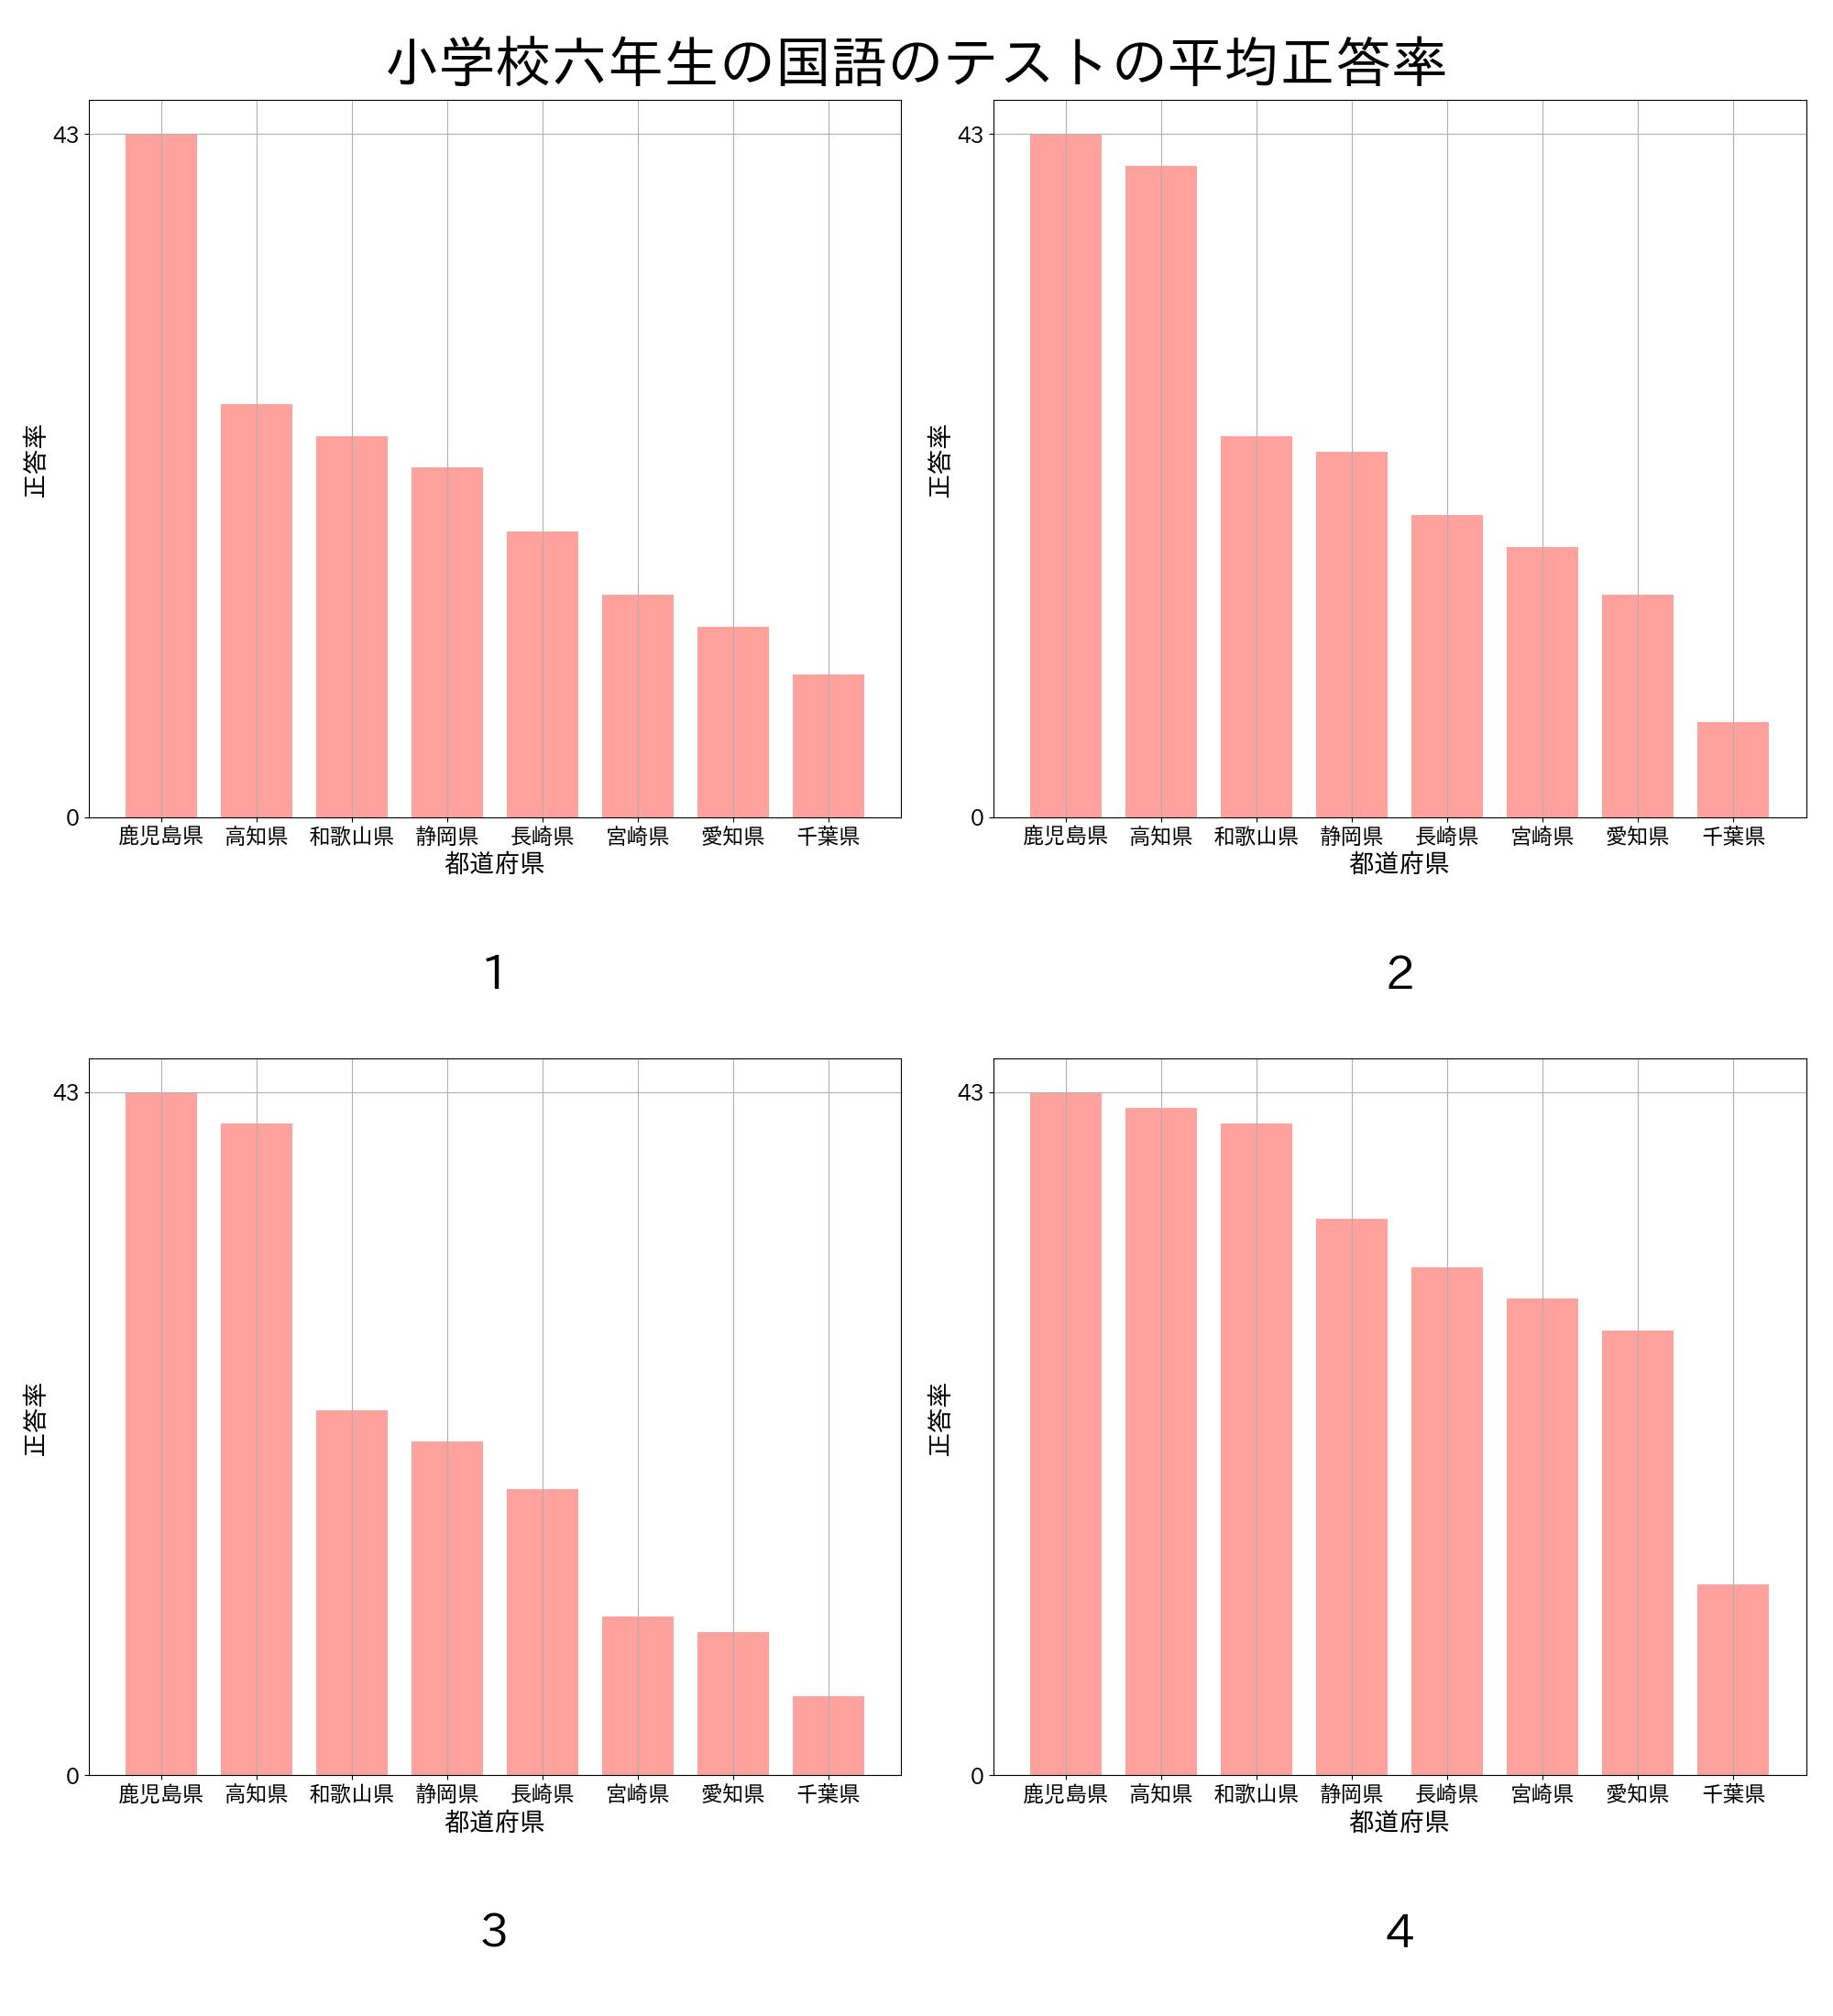 小学校六年生の国語のテストの平均正答率
43
0
正答率
鹿児島県 高知県 和歌山県 静岡県 長崎県 宮崎県 愛知県 千葉県
都道府県
1
43
0
正答率
鹿児島県 高知県 和歌山県 静岡県 長崎県 宮崎県 愛知県 千葉県
都道府県
2
43
0
正答率
鹿児島県 高知県 和歌山県 静岡県 長崎県 宮崎県 愛知県 千葉県
都道府県
3
43
0
正答率
鹿児島県 高知県 和歌山県 静岡県 長崎県 宮崎県 愛知県 千葉県
都道府県
4